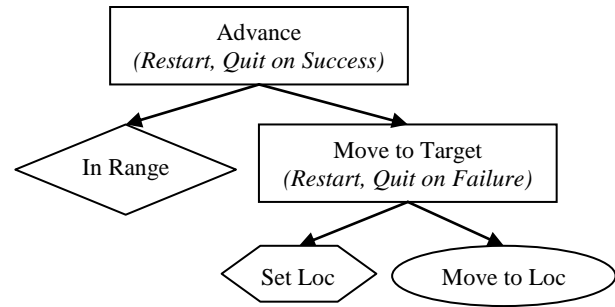 Advance
(Restart, Quit on Success)
In Range
Move to Target
(Restart, Quit on Failure)
Set Loc
Move to Loc